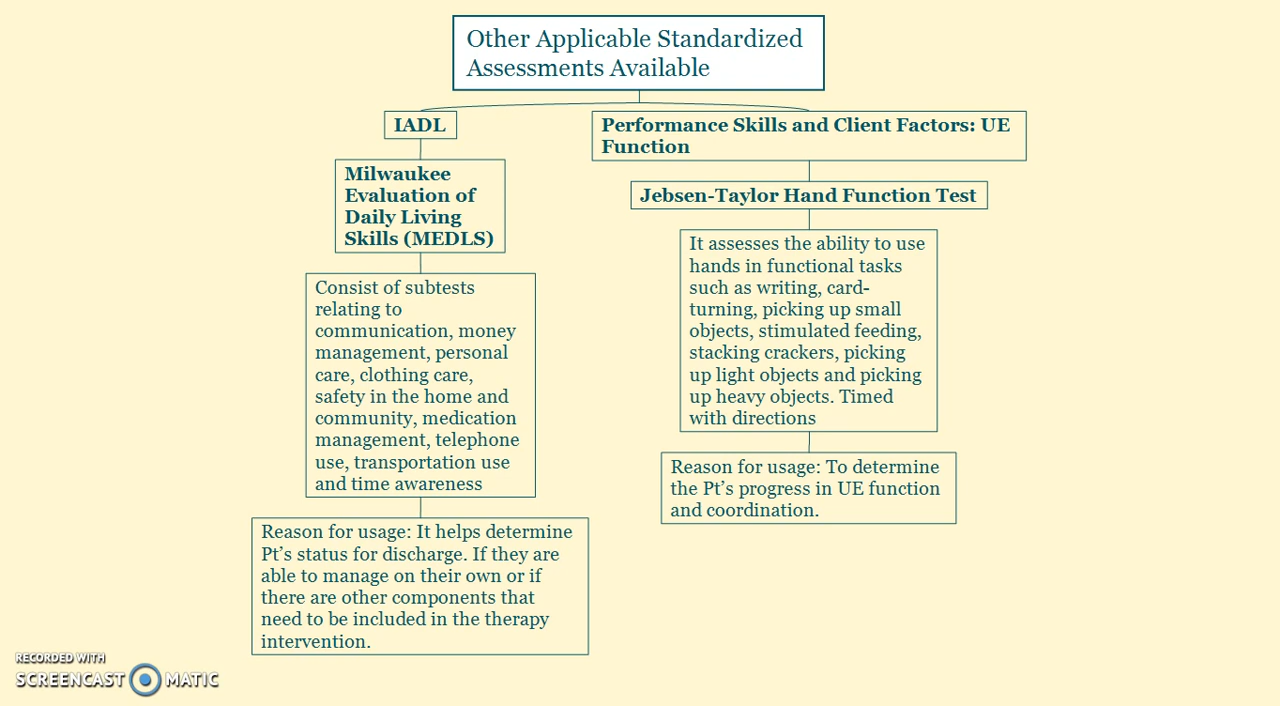 Other Applicable Standardized
Assessments Available
IADL
Milwaukee
Evaluation of
Daily Living
Skills (MEDLS)
Consist of subtests
relating to
communication, money
management, personal
care, clothing care,
safety in the home and
community, medication
management, telephone
use, transportation use
and time awareness
Reason for usage: It helps determine
Pt’s status for discharge. If they are
able to manage on their own or if
there are other components that
need to be included in the therapy
intervention.
Performance Skills and Client Factors: UE
Function
Jebsen-Taylor Hand Function Test
It assesses the ability to use
hands in functional tasks
such as writing, card-
turning, picking up small
objects, stimulated feeding,
stacking crackers, picking
up light objects and picking
up heavy objects. Timed
with directions
Reason for usage: To determine
the Pt’s progress in UE function
and coordination.
RECORDED WITH
SCREENCAST MATIC